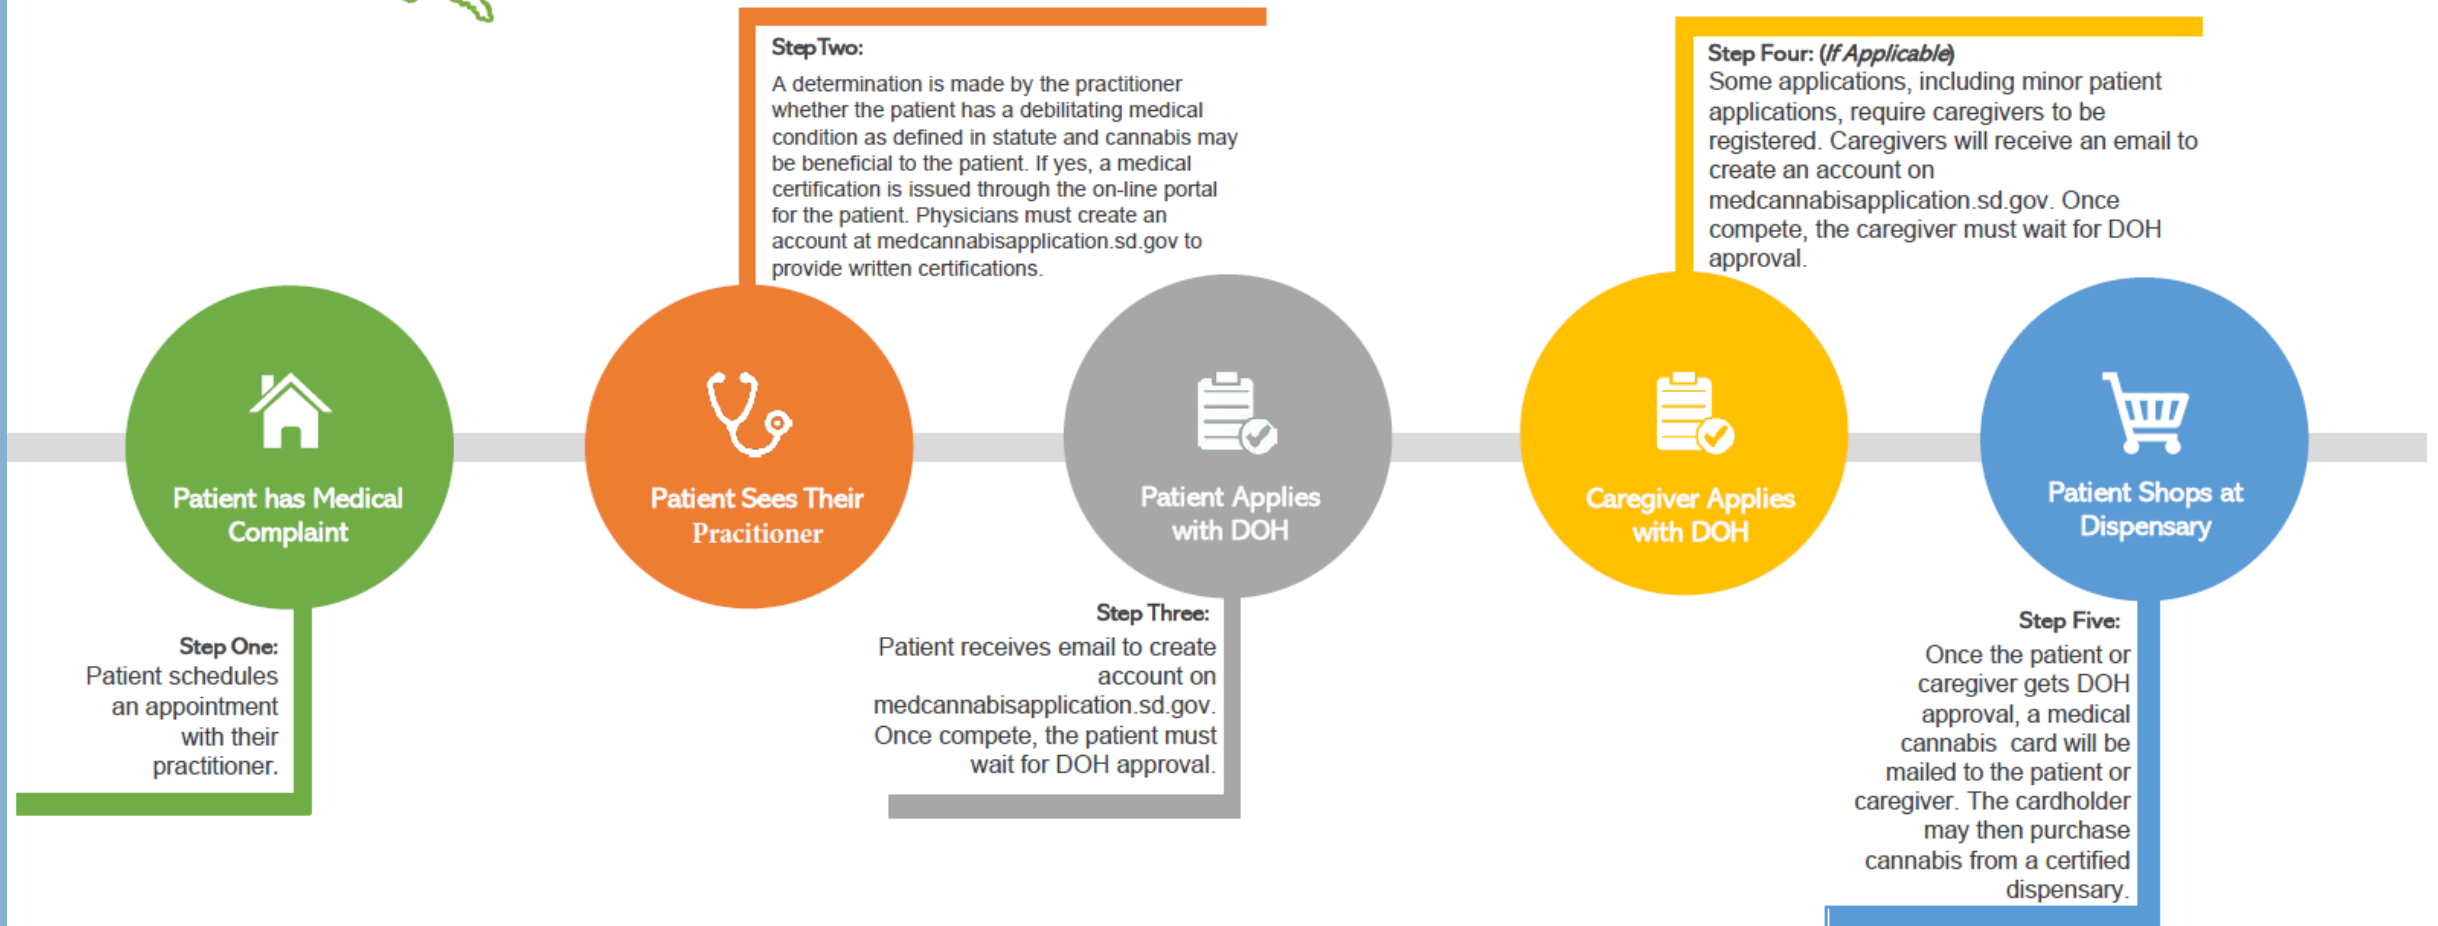 Patient has Medical
Complaint
Step One:
Patient schedules
an appointment
with their
practitioner.
Step Two:
A determination is made by the practitioner
whether the patient has a debilitating medical
condition as defined in statute and cannabis may
be beneficial to the patient. If yes, a medical
certification is issued through the on-line portal
for the patient. Physicians must create an
account at medcannabisapplication.sd.gov to
provide written certifications.
Patient Sees Their
Pracitioner
Patient Applies
with DOH
Step Three:
Patient receives email to create
account on
medcannabisapplication.sd.gov.
Once compete, the patient must
wait for DOH approval.
Step Four: (If Applicable)
Some applications, including minor patient
applications, require caregivers to be
registered. Caregivers will receive an email to
create an account on
medcannabisapplication.sd.gov. Once
compete, the caregiver must wait for DOH
approval.
Caregiver Applies
with DOH
Patient Shops at
Dispensary
Step Five:
Once the patient or
caregiver gets DOH
approval, a medical
cannabis card will be
mailed to the patient or
caregiver. The cardholder
may then purchase
cannabis from a certified
dispensary.